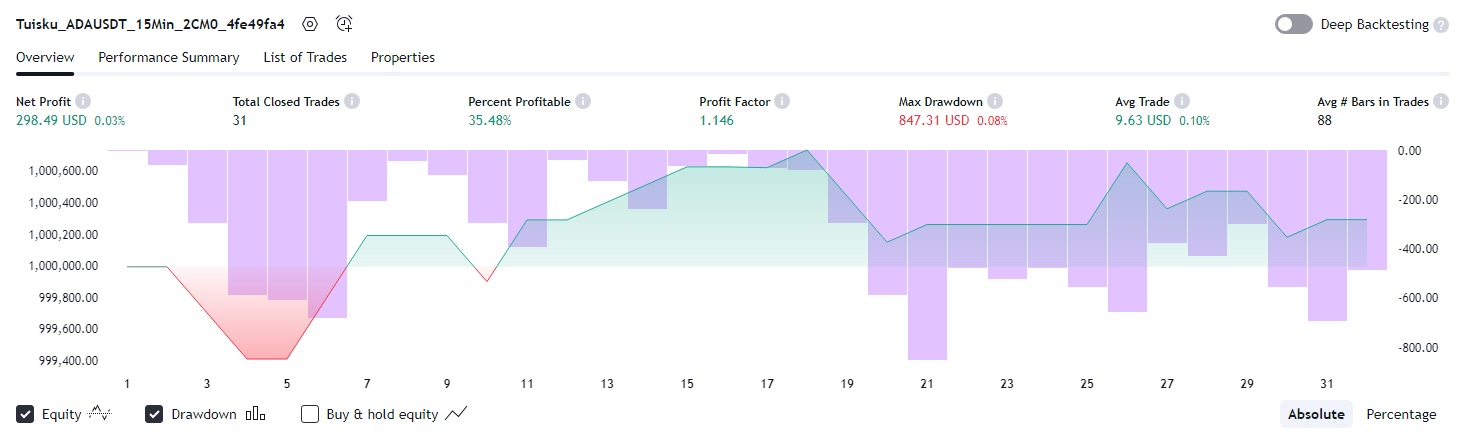 Tuisku_ADAUSDT_15Min_2CM0_4fe49fa4 Deep Backtesting ?
Overview Performance Summary List of Trades Properties
Net Profit i Total Closed Trades i Percent Profitable i Profit Factor i Max Drawdown i Avg Trade i Avg # Bars in Trades i
298.49 USD 0.03% 31 35.48% 1.146 847.31 USD 0.08% 9.63 USD 0.10% 88
0.00
1,000,600.00
1,000,400.00 -200.00
1,000,200.00 -400.00
1,000,000.00
999,800.00 -600.00
999,600.00
999,400.00 -800.00
1 3 5 7 9 11 13 15 17 19 21 23 25 27 29 31
Equity Drawdown Buy & hold equity Absolute Percentage